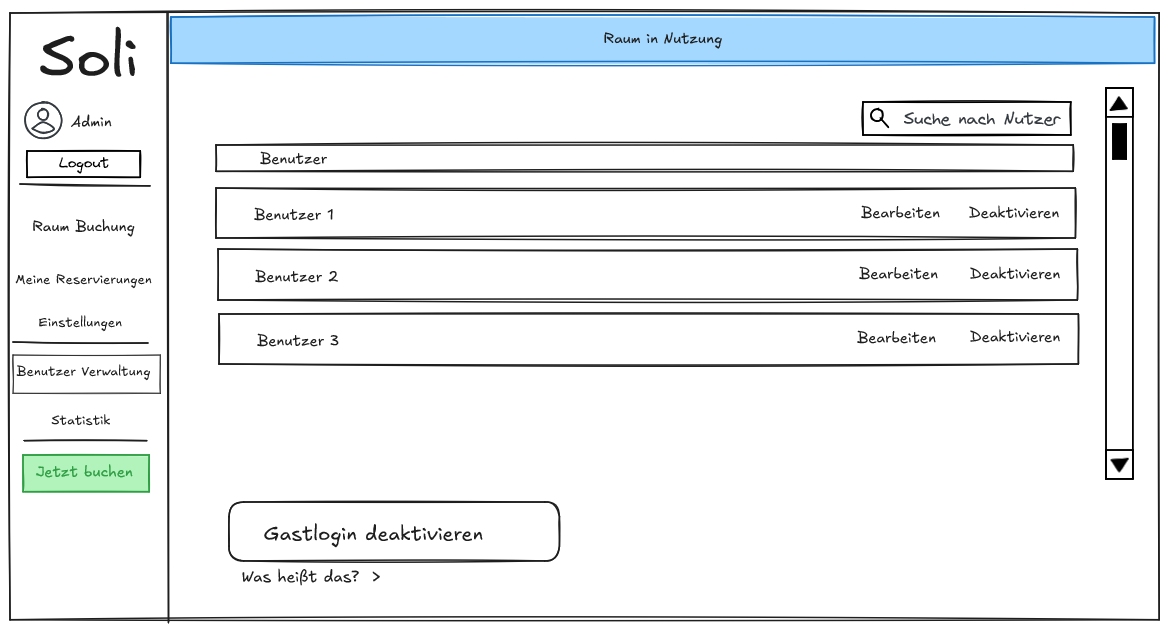 Soli
Admin
Logout
Raum Buchung
Meine Reservierungen
Einstellungen
Benutzer Verwaltung
Statistik
Jetzt buchen
Raum in Nutzung
Suche nach Nutzer
Benutzer
Benutzer 1 Bearbeiten Deaktivieren
Benutzer 2 Bearbeiten Deaktivieren
Benutzer 3 Bearbeiten Deaktivieren
Gastlogin deaktivieren
Was heißt das? >